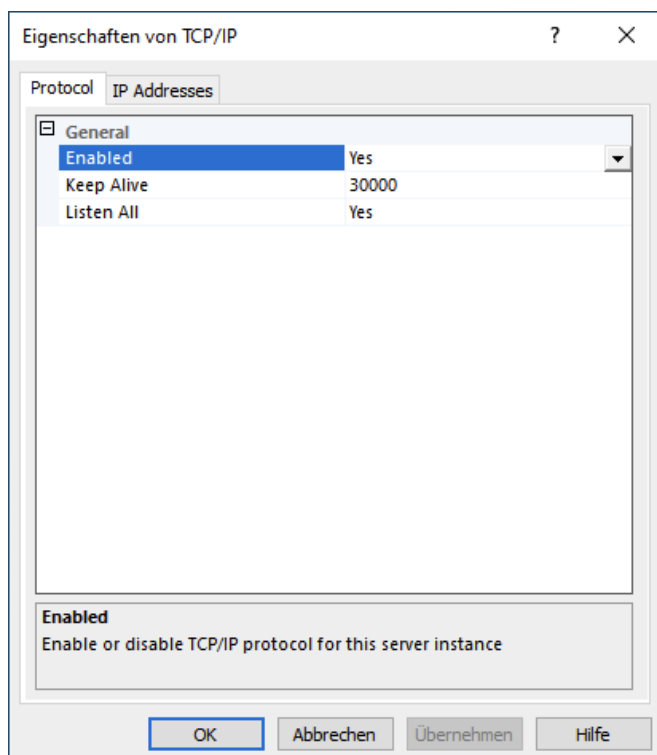 Eigenschaften von TCP/IP ?
Protocol IP Addresses
General
Enabled Yes
Keep Alive 30000
Listen All Yes
Enabled
Enable or disable TCP/IP protocol for this server instance
OK Abbrechen Übernehmen Hilfe